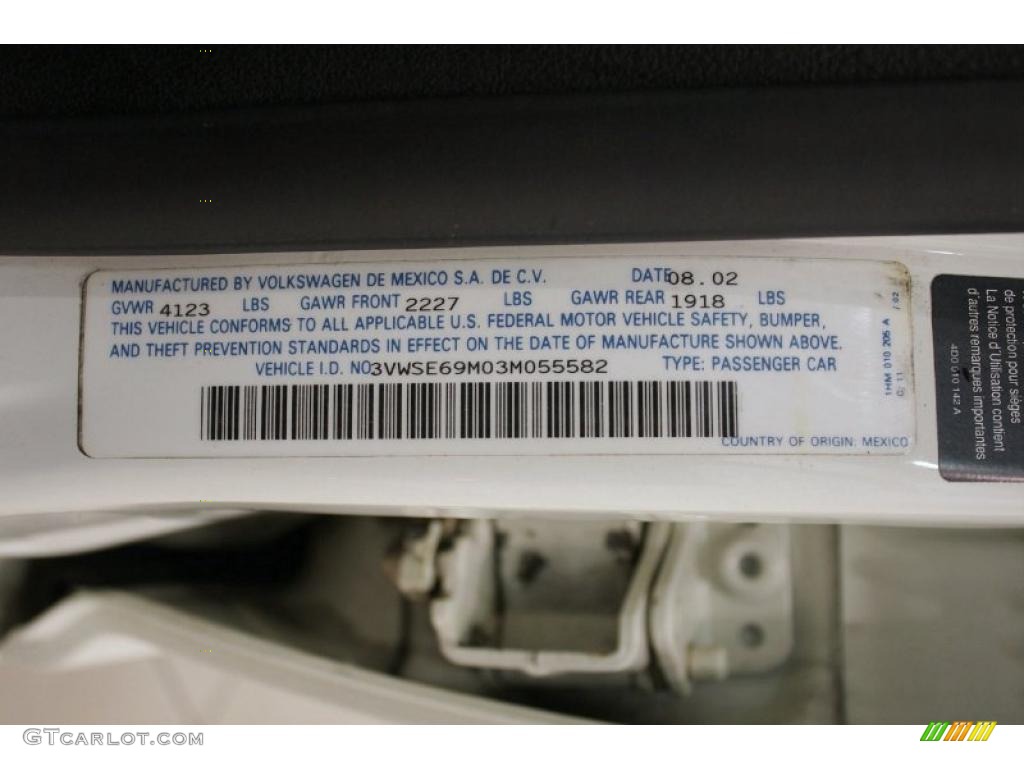 MANUFACTURED BY VOLKSWAGEN DE MEXICO S.A. DE C.V. DATE 08.02
GVWR 4123 LBS GAWR FRONT 2227 LBS GAWR REAR 1918 LBS
THIS VEHICLE CONFORMS TO ALL APPLICABLE U.S. FEDERAL MOTOR VEHICLE SAFETY, BUMPER,
AND THEFT PREVENTION STANDARDS IN EFFECT ON THE DATE OF MANUFACTURE SHOWN ABOVE.
VEHICLE I.D. NO. 3VWSE69M03M055582 TYPE: PASSENGER CAR
COUNTRY OF ORIGIN: MEXICO
1HM 010 205 A
de protection pour sièges
La Notice d'Utilisation contient
d'autres remarques importantes
4D0 010 142 A
GTCARLOT.COM